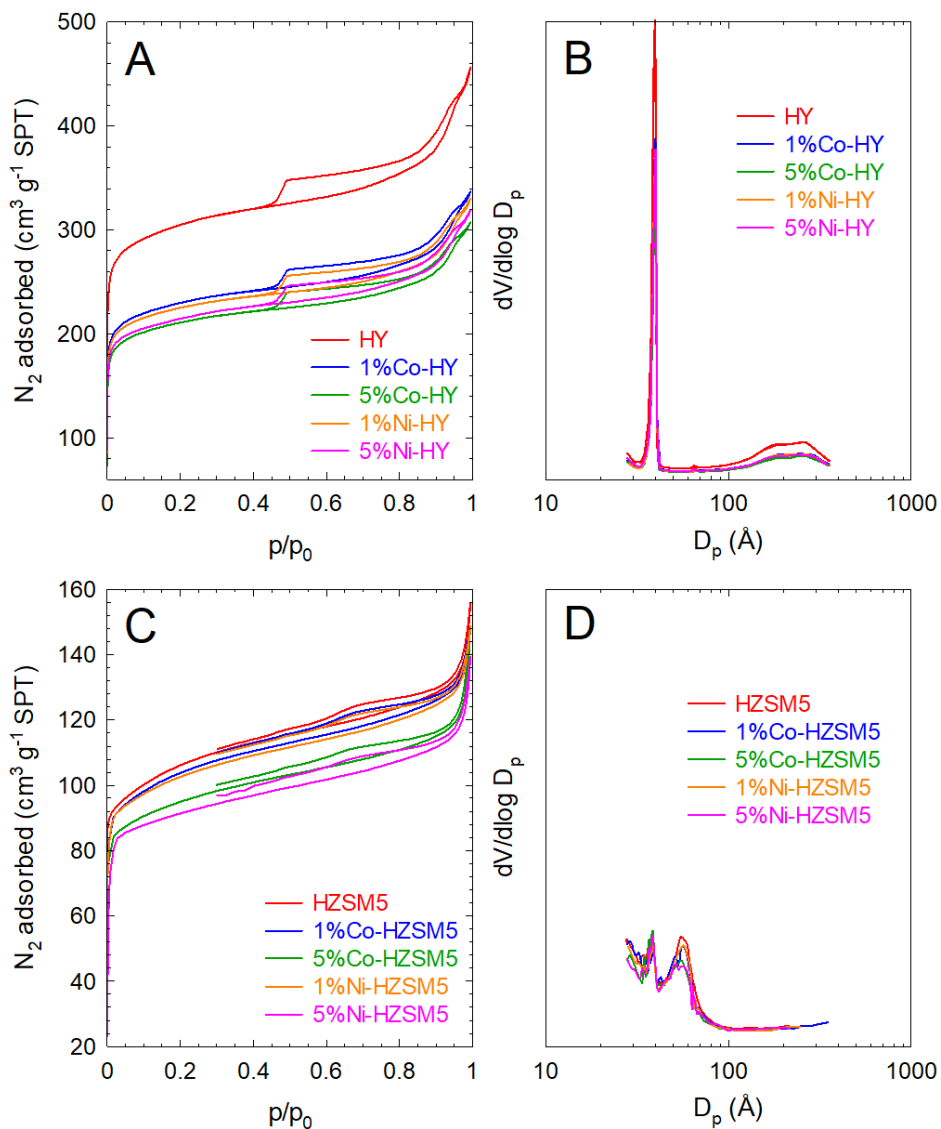 A
N₂ adsorbed (cm³ g⁻¹ SPT)
500
400
300
200
100
HY
1%Co-HY
5%Co-HY
1%Ni-HY
5%Ni-HY
0 0.2 0.4 0.6 0.8 1
p/p₀
B
dV/dlog Dₚ
HY
1%Co-HY
5%Co-HY
1%Ni-HY
5%Ni-HY
10 100 1000
Dₚ (Å)
C
N₂ adsorbed (cm³ g⁻¹ SPT)
160
140
120
100
80
60
40
20
HZSM5
1%Co-HZSM5
5%Co-HZSM5
1%Ni-HZSM5
5%Ni-HZSM5
0 0.2 0.4 0.6 0.8 1
p/p₀
D
dV/dlog Dₚ
HZSM5
1%Co-HZSM5
5%Co-HZSM5
1%Ni-HZSM5
5%Ni-HZSM5
10 100 1000
Dₚ (Å)